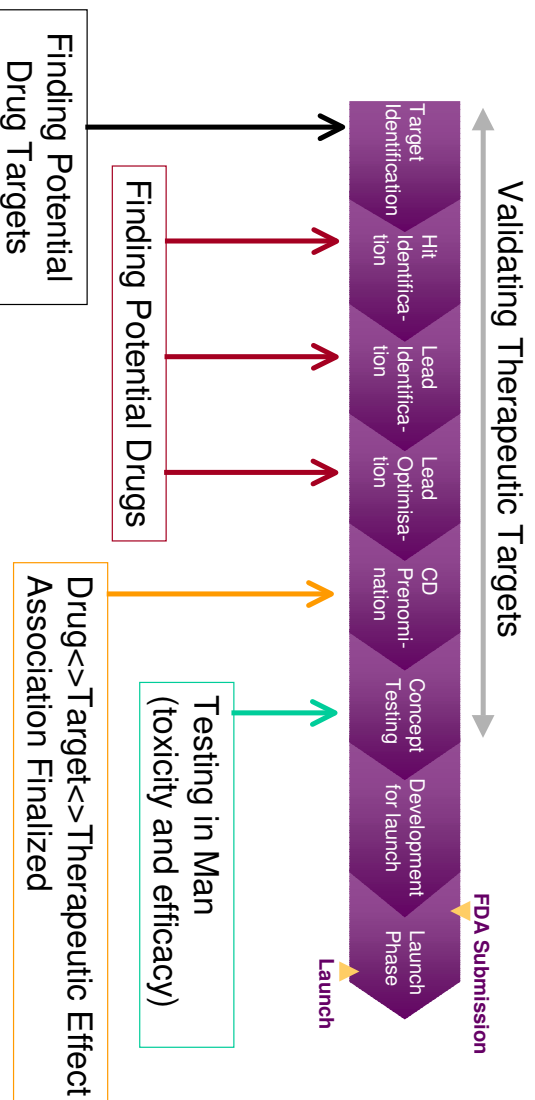 Validating Therapeutic Targets
FDA Submission
Target
Identification
Hit
Identifica-
tion
Lead
Identifica-
tion
Lead
Optimisa-
tion
CD
Prenomi-
nation
Concept
Testing
Development
for launch
Launch
Phase
Launch
Finding Potential Drugs
Testing in Man
(toxicity and efficacy)
Finding Potential
Drug Targets
Drug<>Target<>Therapeutic Effect
Association Finalized